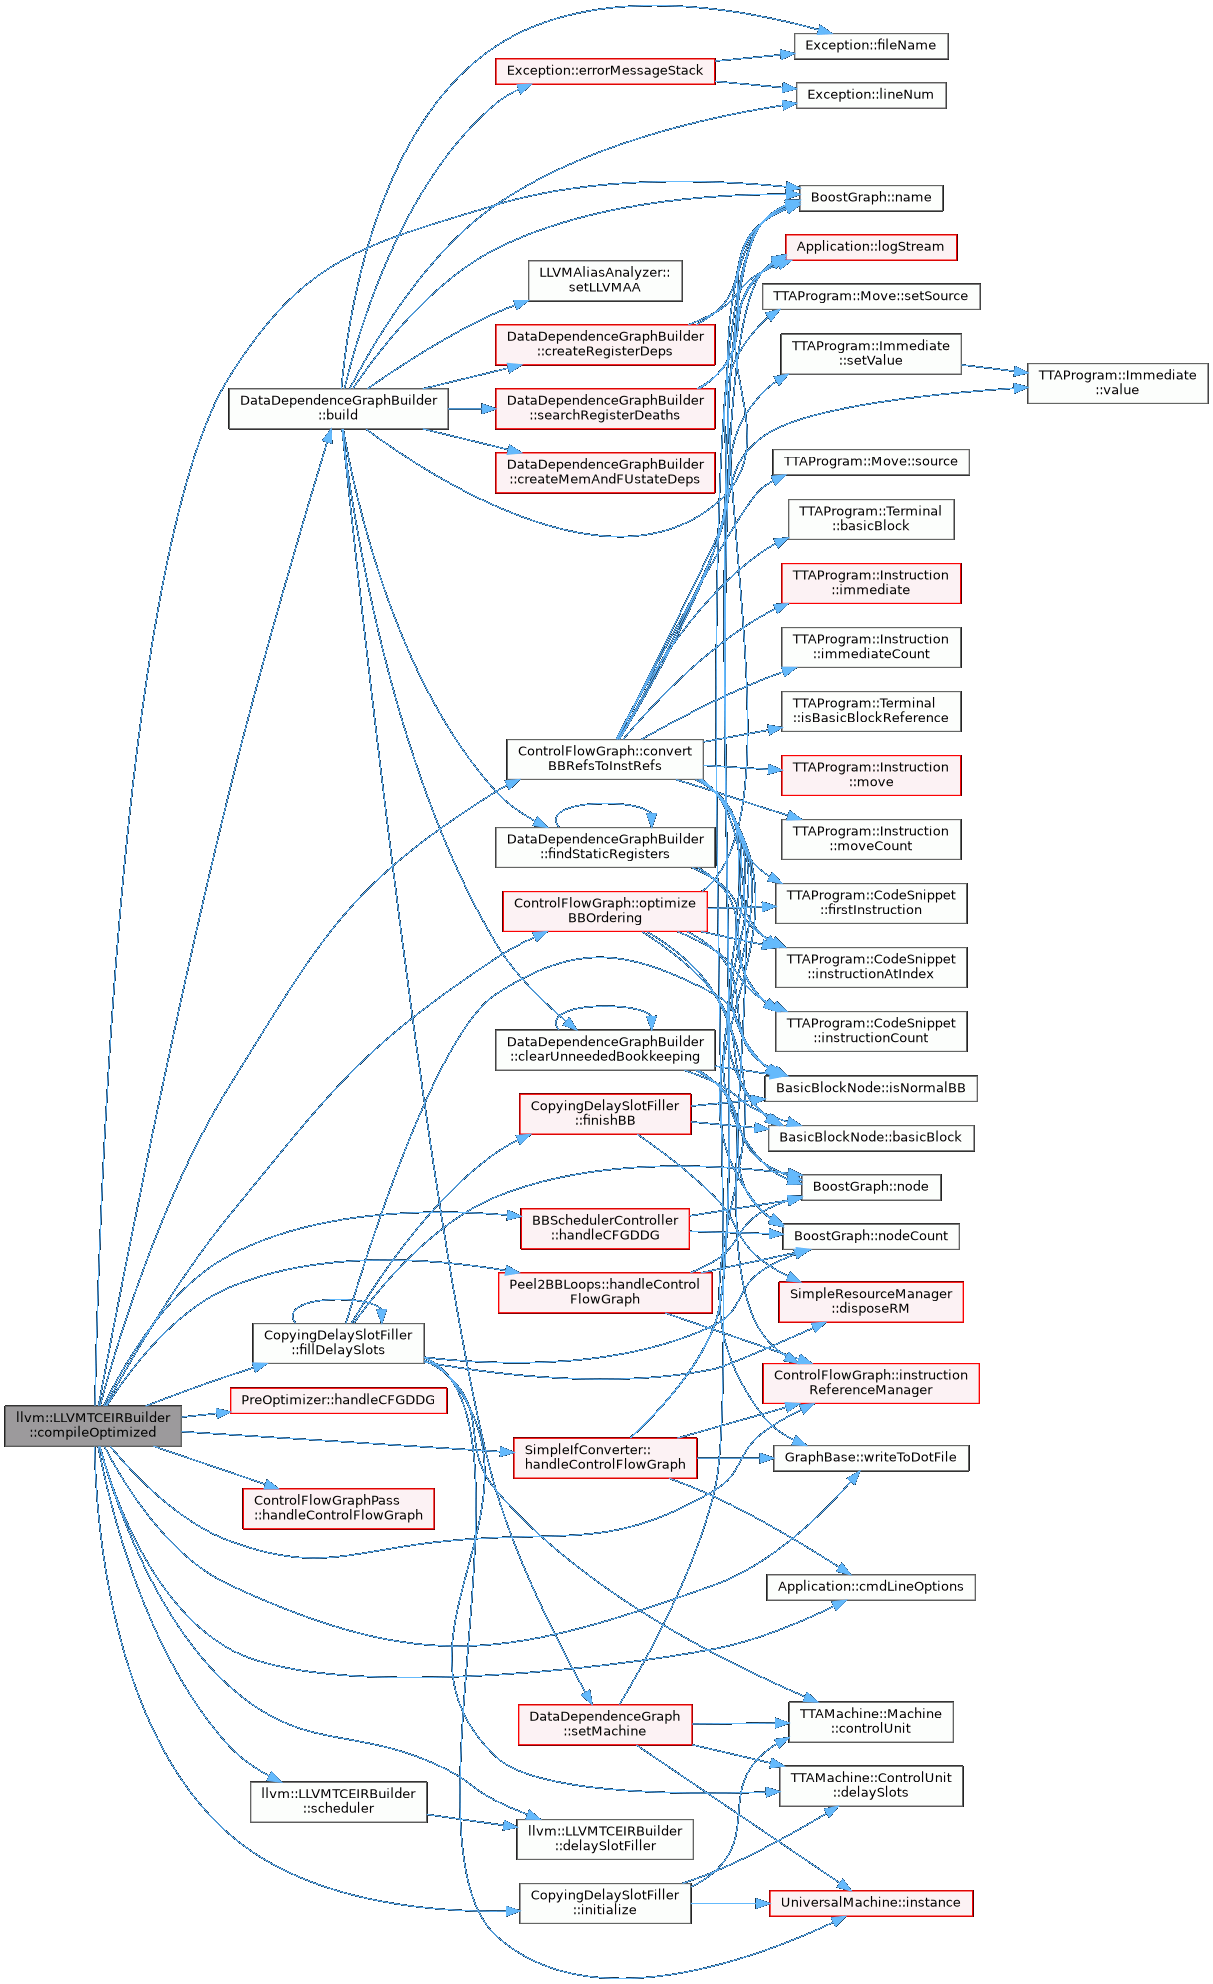 Exception::fileName
Exception::errorMessageStack
Exception::lineNum
BoostGraph::name
Application::logStream
LLVMAliasAnalyzer::
setLLVMAA
TTAProgram::Move::setSource
DataDependenceGraphBuilder
::createRegisterDeps
TTAProgram::Immediate
::setValue
TTAProgram::Immediate
::value
DataDependenceGraphBuilder
::build
DataDependenceGraphBuilder
::searchRegisterDeaths
TTAProgram::Move::source
DataDependenceGraphBuilder
::createMemAndFUstateDeps
TTAProgram::Terminal
::basicBlock
TTAProgram::Instruction
::immediate
TTAProgram::Instruction
::immediateCount
TTAProgram::Terminal
::isBasicBlockReference
ControlFlowGraph::convert
BBRefsToInstRefs
TTAProgram::Instruction
::move
TTAProgram::Instruction
::moveCount
DataDependenceGraphBuilder
::findStaticRegisters
TTAProgram::CodeSnippet
::firstInstruction
ControlFlowGraph::optimize
BBOrdering
TTAProgram::CodeSnippet
::instructionAtIndex
TTAProgram::CodeSnippet
::instructionCount
DataDependenceGraphBuilder
::clearUnneededBookkeeping
BasicBlockNode::isNormalBB
CopyingDelaySlotFiller
::finishBB
BasicBlockNode::basicBlock
BoostGraph::node
BBSchedulerController
::handleCFGDDG
BoostGraph::nodeCount
Peel2BBLoops::handleControl
FlowGraph
SimpleResourceManager
::disposeRM
CopyingDelaySlotFiller
::fillDelaySlots
ControlFlowGraph::instruction
ReferenceManager
PreOptimizer::handleCFGDDG
llvm::LLVMTCEIRBuilder
::compileOptimized
SimpleIfConverter::
handleControlFlowGraph
GraphBase::writeToDotFile
ControlFlowGraphPass
::handleControlFlowGraph
Application::cmdLineOptions
DataDependenceGraph
::setMachine
TTAMachine::Machine
::controlUnit
TTAMachine::ControlUnit
::delaySlots
llvm::LLVMTCEIRBuilder
::scheduler
llvm::LLVMTCEIRBuilder
::delaySlotFiller
CopyingDelaySlotFiller
::initialize
UniversalMachine::instance